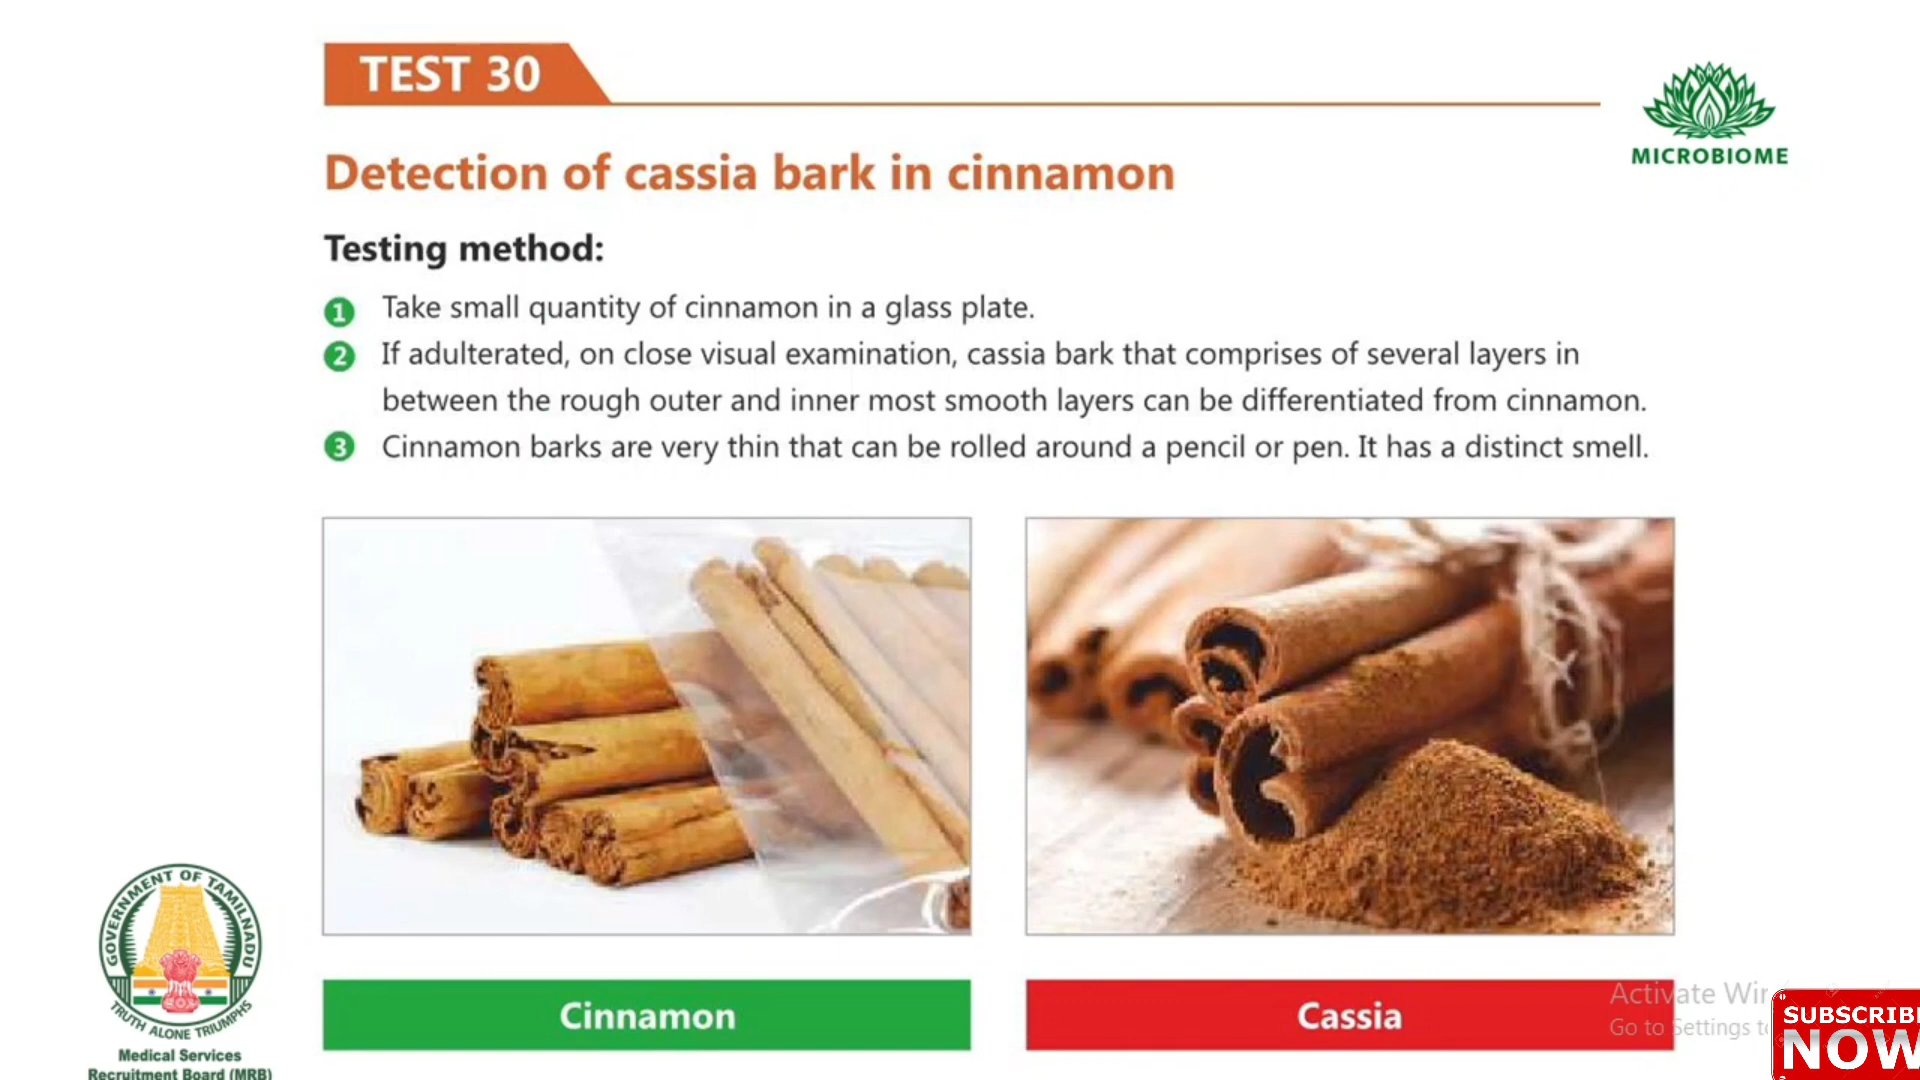 TEST 30
MICROBIOME
Detection of cassia bark in cinnamon
Testing method:
1 Take small quantity of cinnamon in a glass plate.
2 If adulterated, on close visual examination, cassia bark that comprises of several layers in
between the rough outer and inner most smooth layers can be differentiated from cinnamon.
3 Cinnamon barks are very thin that can be rolled around a pencil or pen. It has a distinct smell.
GOVERNMENT OF TAMILNADU
TRUTH ALONE TRIUMPHS
Medical Services
Recruitment Board (MRB)
Cinnamon
Cassia
Activate Wi
Go to Settings t
SUBSCRIB
NOW